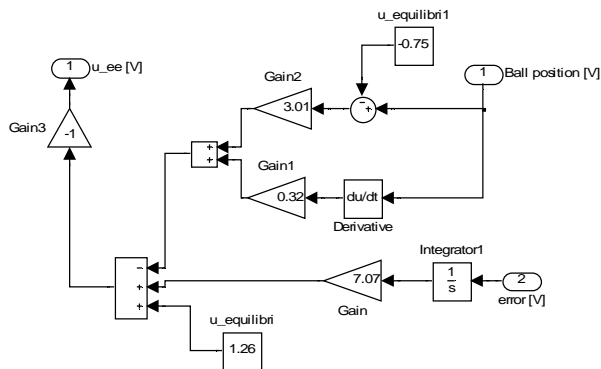 u_equilibri1
-0.75
1
u_ee [V]
1
Ball position [V]
Gain2
3.01
-
+
Gain3
-1
+
+
Gain1
0.32
du/dt
Derivative
Integrator1
-
+
+
7.07
Gain
1
s
2
error [V]
u_equilibri
1.26